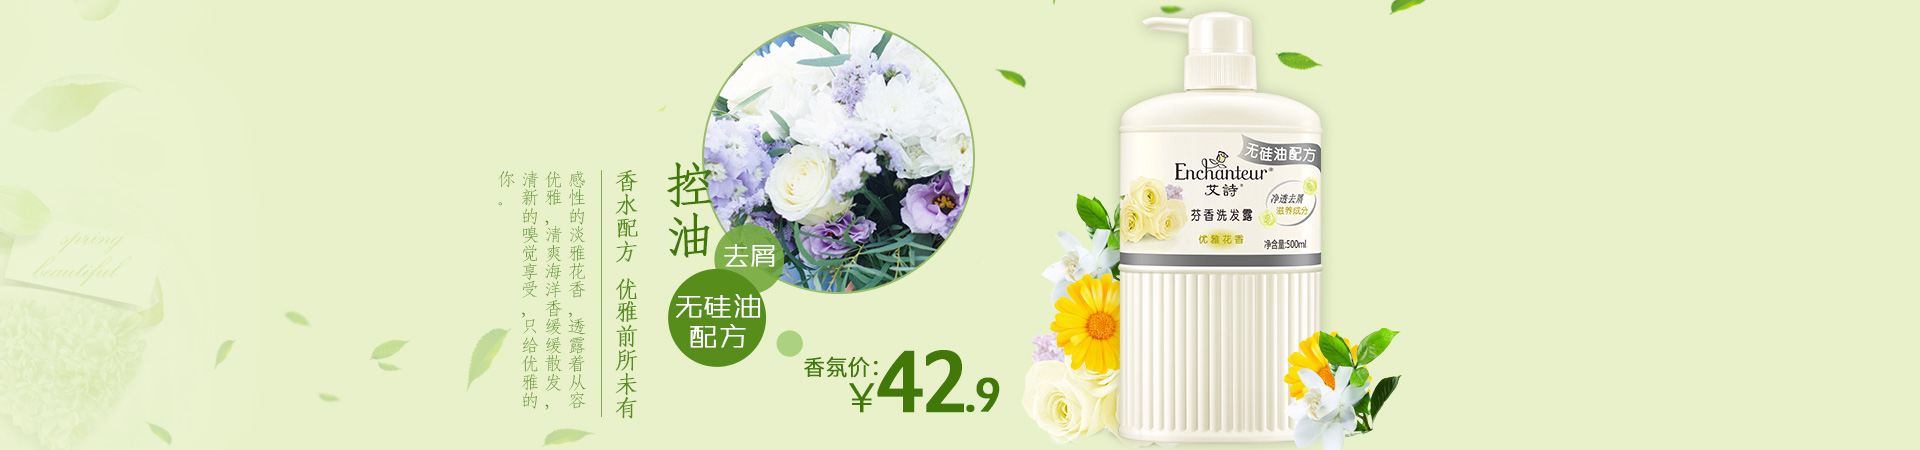 控油
去屑
无硅油
配方
香水配方 优雅前所未有
感性的淡雅花香,透露着从容
优雅,清爽海洋香缓缓散发,
清新的嗅觉享受,只给优雅的
你。
香氛价:
¥42.9
spring
beautiful
无硅油配方
Enchanteur®
艾詩®
净透去屑
滋养成分
芬香洗发露
优雅花香
净含量:500ml